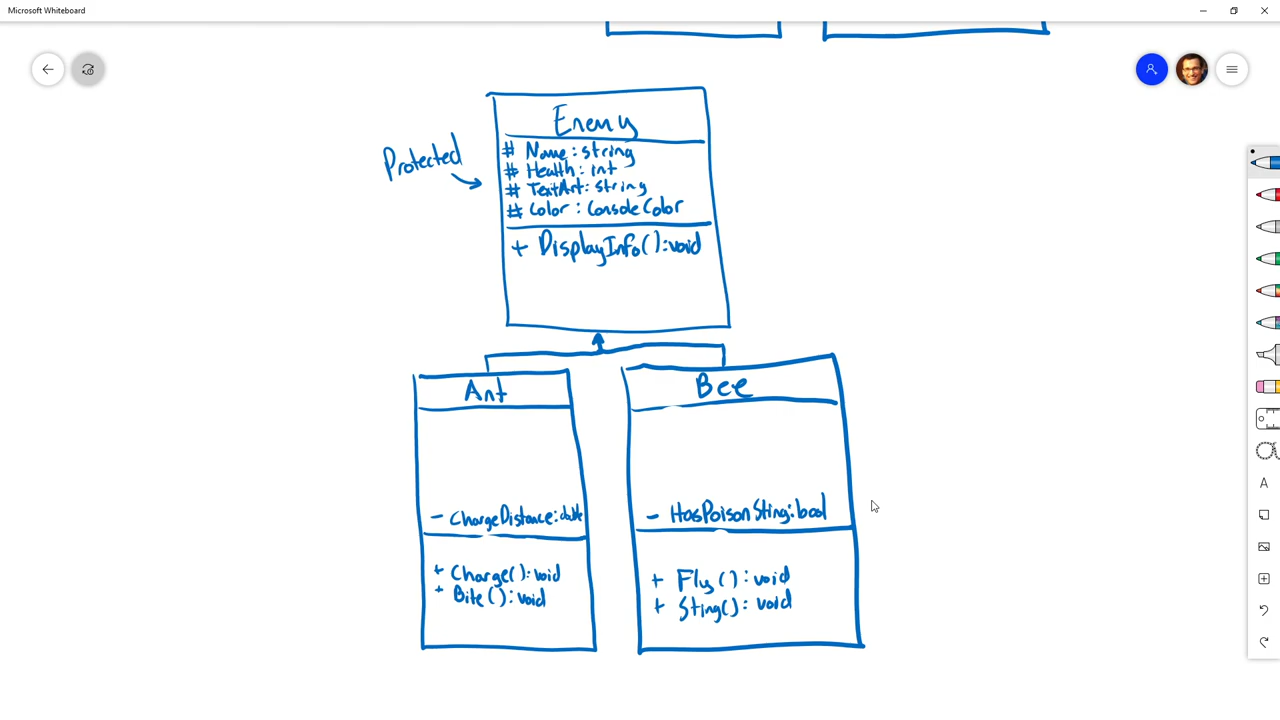 Microsoft Whiteboard
Enemy
Protected
# Name : string
# Health : int
# TextArt : string
# Color : ConsoleColor
+ DisplayInfo() : void
Ant
- ChargeDistance : double
+ Charge() : void
+ Bite() : void
Bee
- HasPoisonSting : bool
+ Fly() : void
+ Sting() : void
A